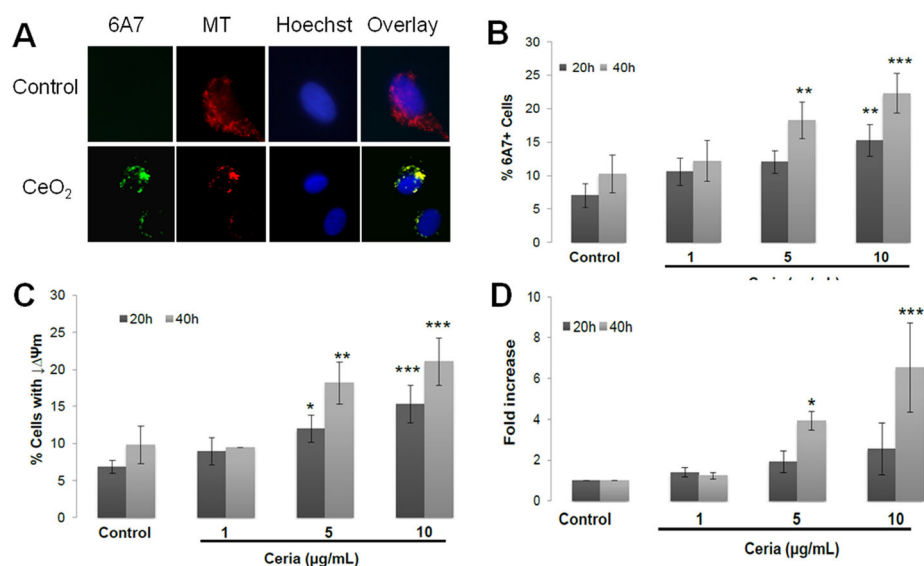 A
6A7 MT Hoechst Overlay
Control
CeO₂
B
% 6A7+ Cells
30
25
20
15
10
5
0
20h 40h
** ** ***
Control 1 5 10
Ceria (µg/mL)
C
% Cells with ↓ΔΨm
30
25
20
15
10
5
0
20h 40h
* ** *** ***
Control 1 5 10
Ceria (µg/mL)
D
Fold increase
10
8
6
4
2
0
20h 40h
* ***
Control 1 5 10
Ceria (µg/mL)